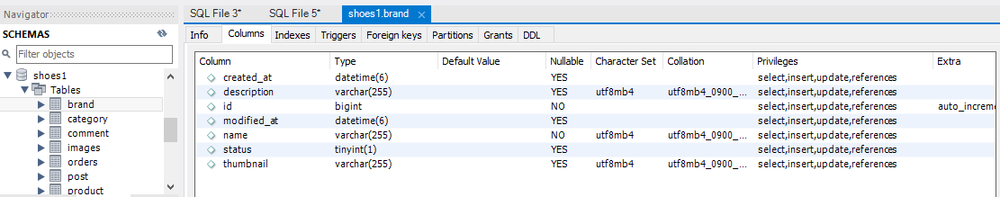 Navigator
SQL File 3* SQL File 5* shoes1.brand
SCHEMAS
Info Columns Indexes Triggers Foreign keys Partitions Grants DDL
Filter objects
Column Type Default Value Nullable Character Set Collation Privileges Extra
shoes1
created_at datetime(6) YES select,insert,update,references
Tables
description varchar(255) YES utf8mb4 utf8mb4_0900_... select,insert,update,references
brand
id bigint NO select,insert,update,references auto_increme
category
modified_at datetime(6) YES select,insert,update,references
comment
name varchar(255) NO utf8mb4 utf8mb4_0900_... select,insert,update,references
images
status tinyint(1) YES select,insert,update,references
orders
thumbnail varchar(255) YES utf8mb4 utf8mb4_0900_... select,insert,update,references
post
product